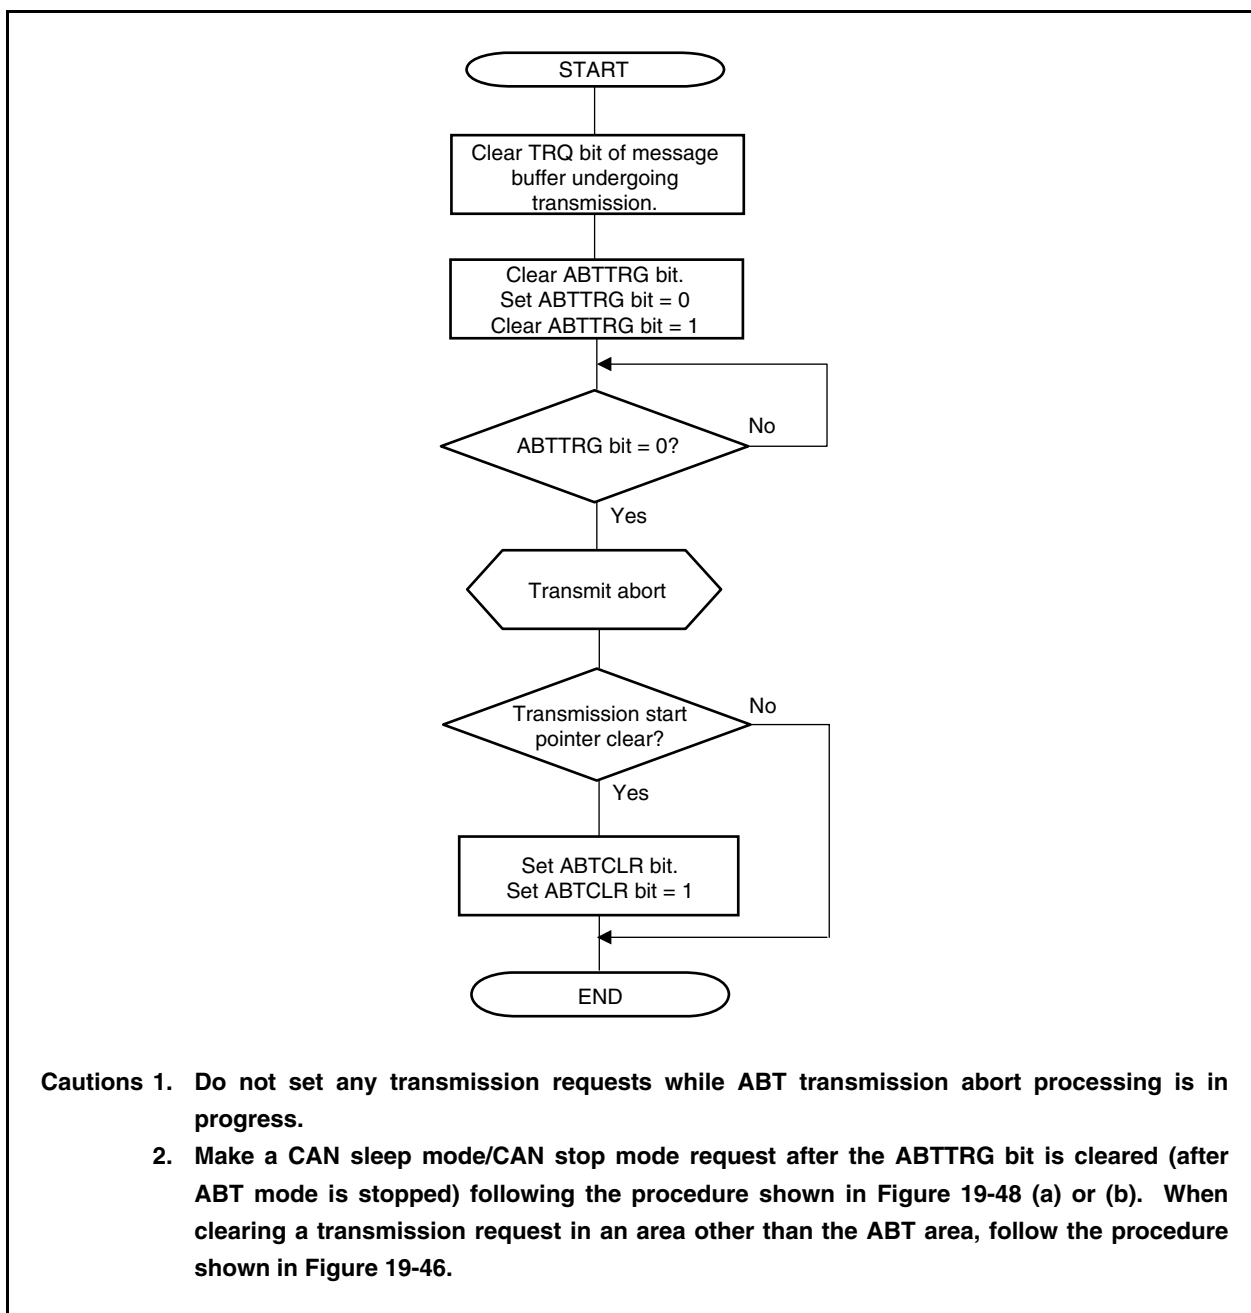 START
Clear TRQ bit of message
buffer undergoing
transmission.
Clear ABTTRG bit.
Set ABTTRG bit = 0
Clear ABTTRG bit = 1
ABTTRG bit = 0?
No
Yes
Transmit abort
Transmission start
pointer clear?
No
Yes
Set ABTCLR bit.
Set ABTCLR bit = 1
END
Cautions 1. Do not set any transmission requests while ABT transmission abort processing is in
progress.
2. Make a CAN sleep mode/CAN stop mode request after the ABTTRG bit is cleared (after
ABT mode is stopped) following the procedure shown in Figure 19-48 (a) or (b). When
clearing a transmission request in an area other than the ABT area, follow the procedure
shown in Figure 19-46.